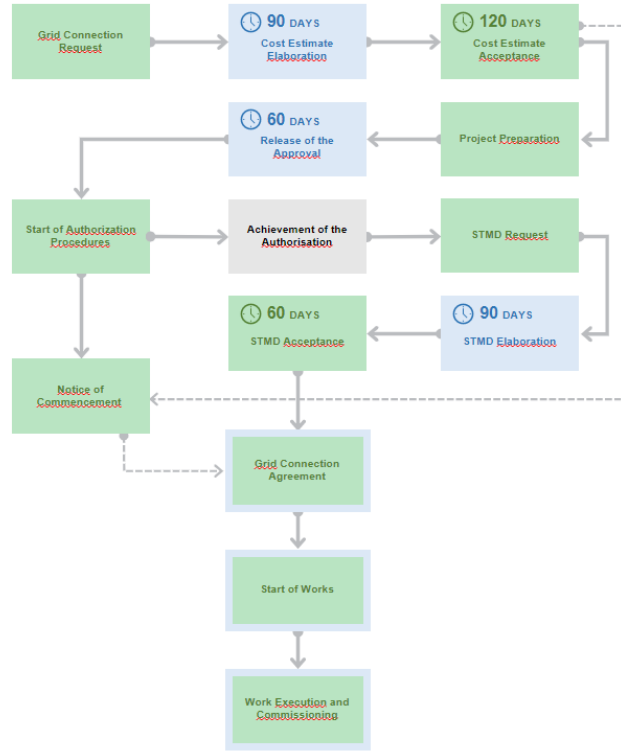 Grid Connection
Request
90 DAYS
Cost Estimate
Elaboration
120 DAYS
Cost Estimate
Acceptance
60 DAYS
Release of the
Approval
Project Preparation
Start of Authorization
Procedures
Achievement of the
Authorisation
STMD Request
60 DAYS
STMD Acceptance
90 DAYS
STMD Elaboration
Notice of
Commencement
Grid Connection
Agreement
Start of Works
Work Execution and
Commissioning